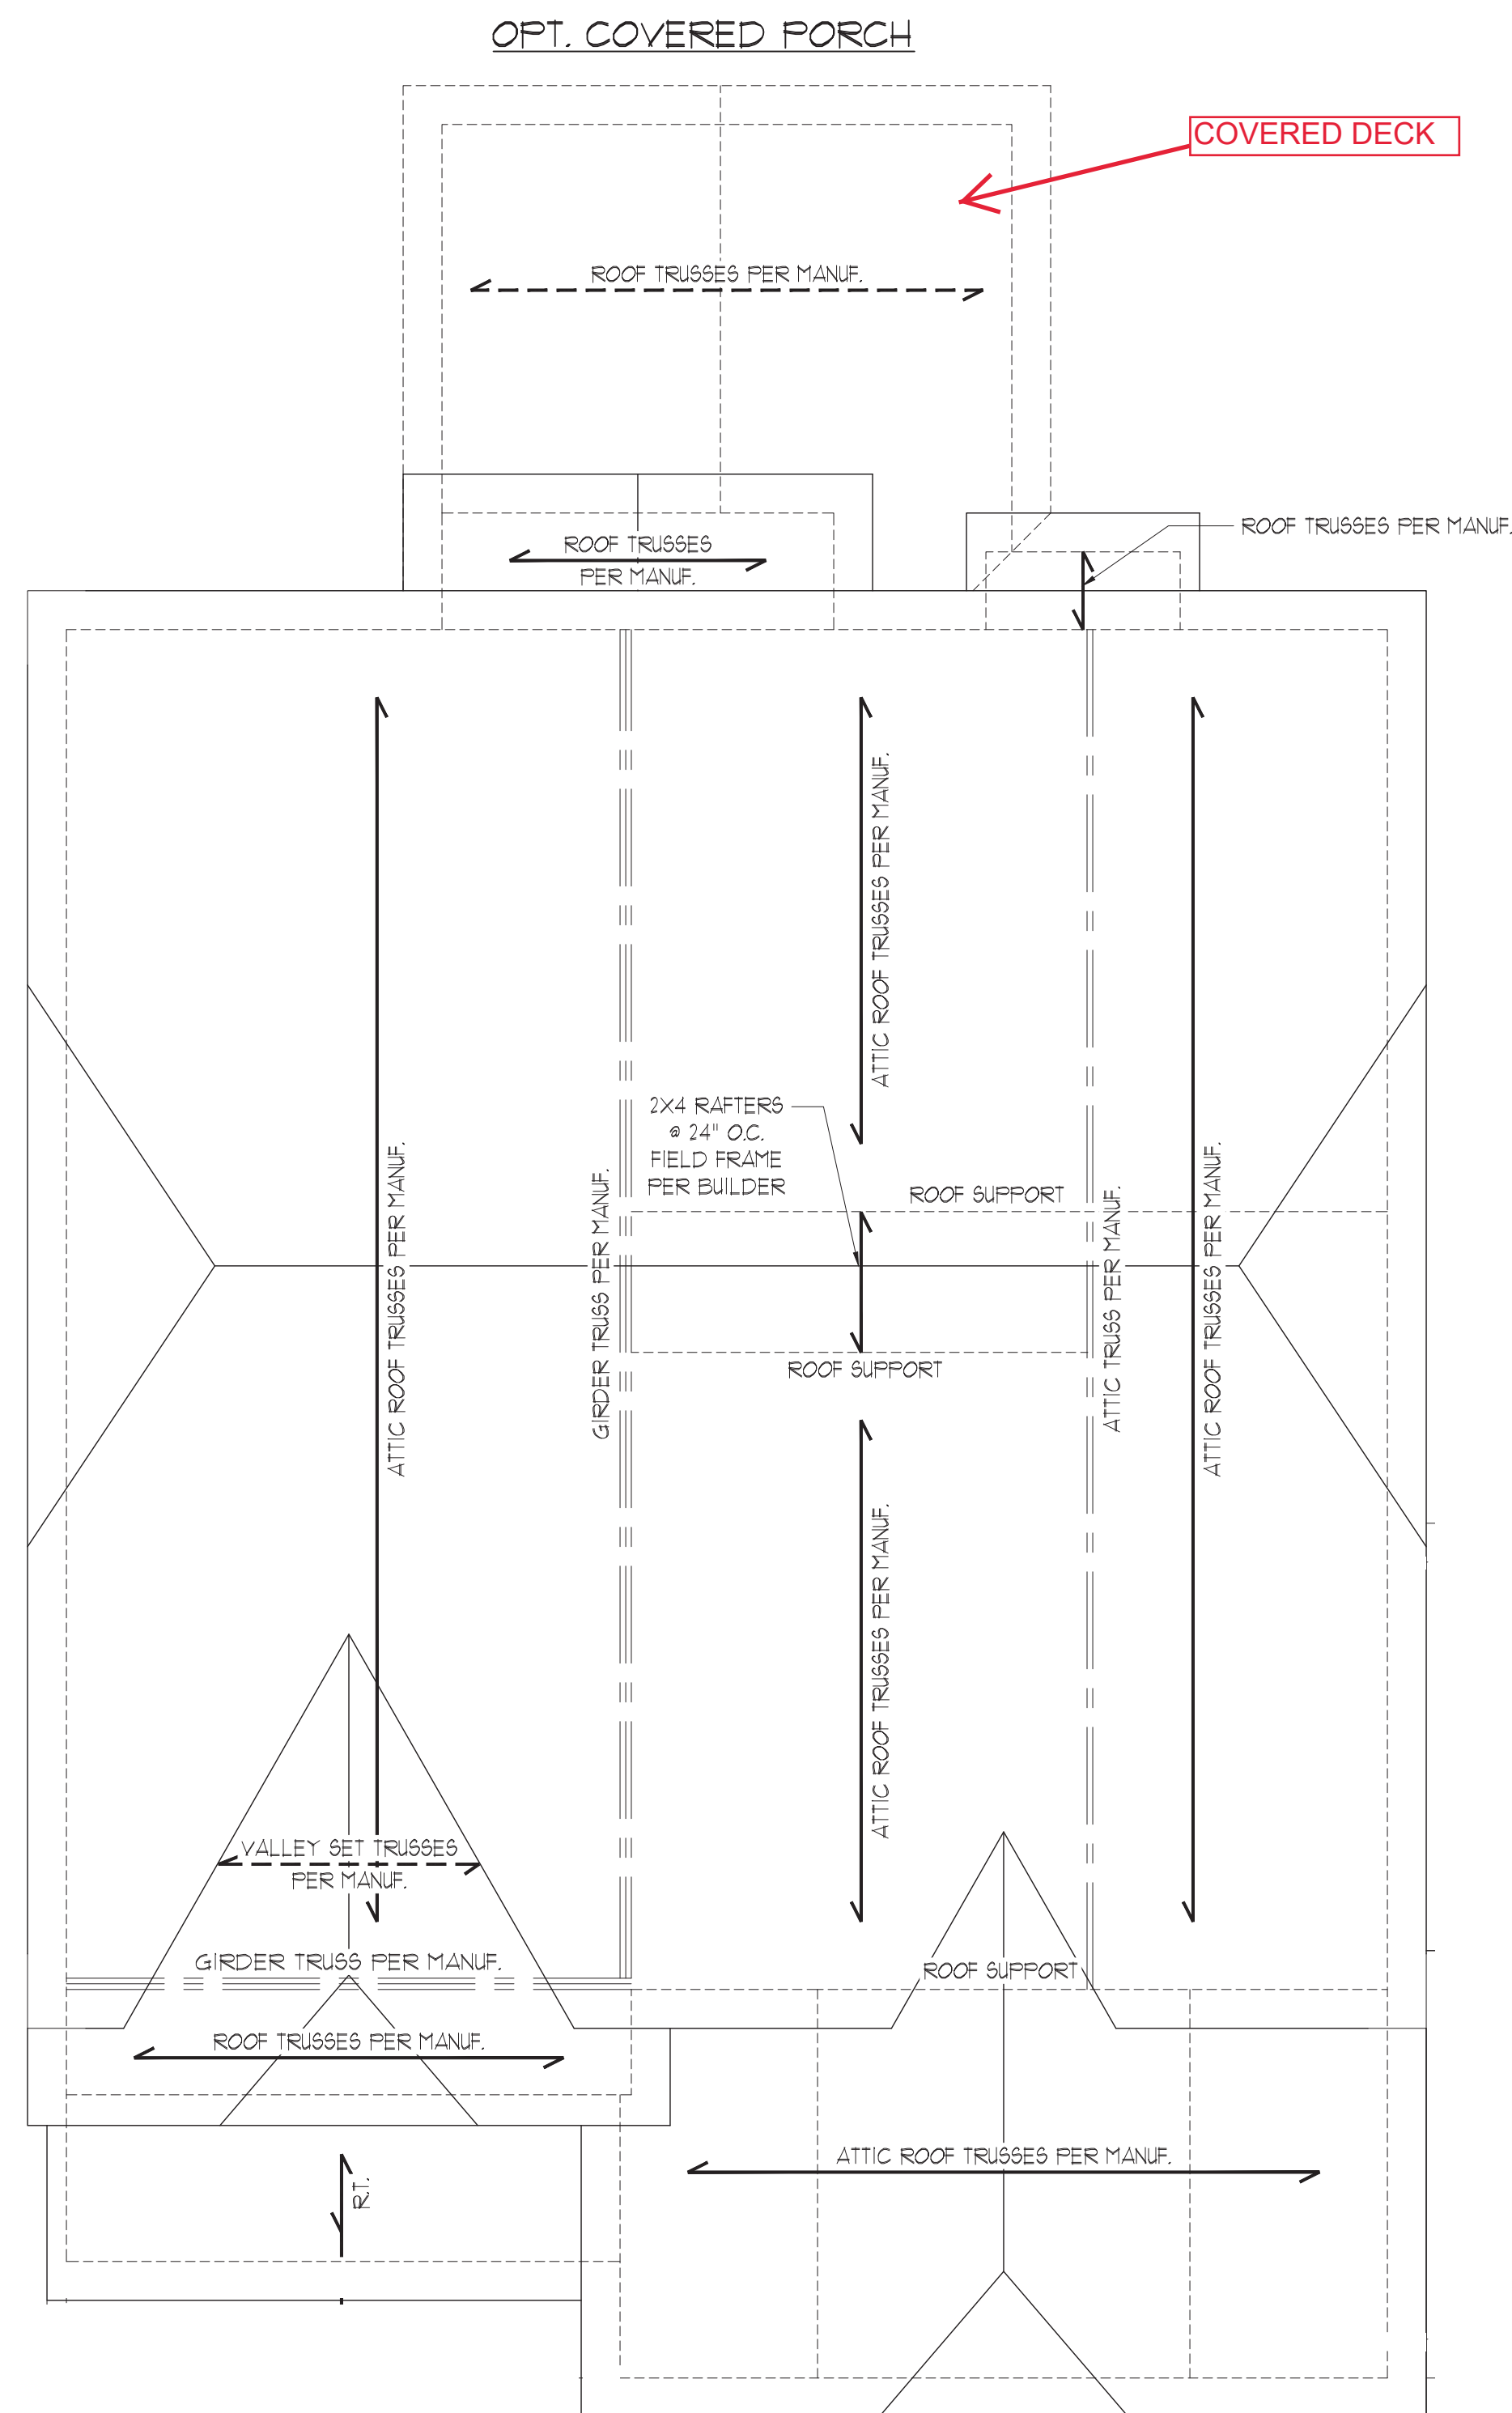 OPT. COVERED PORCH
COVERED DECK
ROOF TRUSSES PER MANUF.
ROOF TRUSSES PER MANUF.
ROOF TRUSSES
PER MANUF.
ATTIC ROOF TRUSSES PER MANUF.
2X4 RAFTERS
@ 24" O.C.
FIELD FRAME
PER BUILDER
ROOF SUPPORT
ATTIC ROOF TRUSSES PER MANUF.
GIRDER TRUSS PER MANUF.
ATTIC TRUSS PER MANUF.
ATTIC ROOF TRUSSES PER MANUF.
ROOF SUPPORT
ATTIC ROOF TRUSSES PER MANUF.
VALLEY SET TRUSSES
PER MANUF.
GIRDER TRUSS PER MANUF.
ROOF SUPPORT
ROOF TRUSSES PER MANUF.
ATTIC ROOF TRUSSES PER MANUF.
R.T.